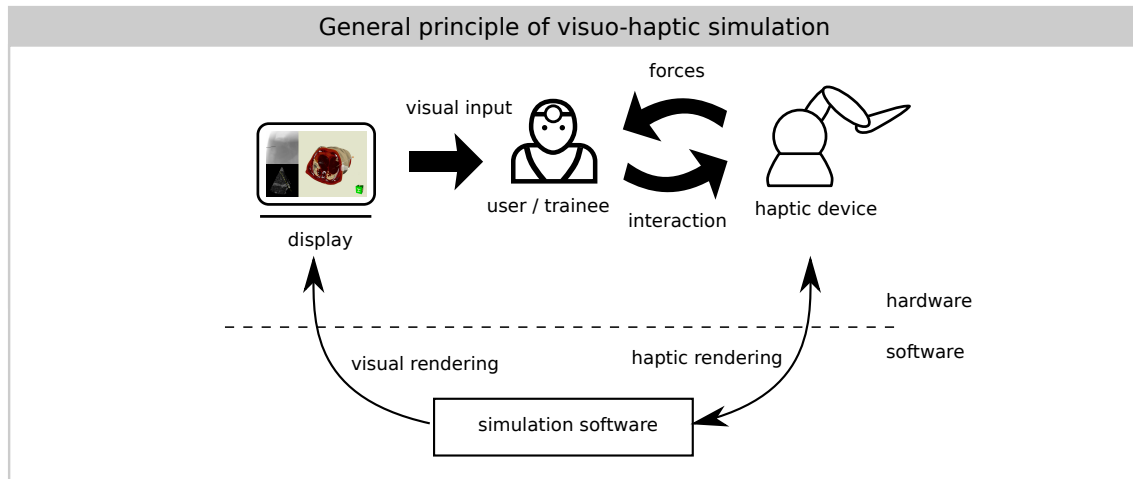 General principle of visuo-haptic simulation
forces
visual input
user / trainee
interaction
haptic device
display
hardware
software
visual rendering
haptic rendering
simulation software